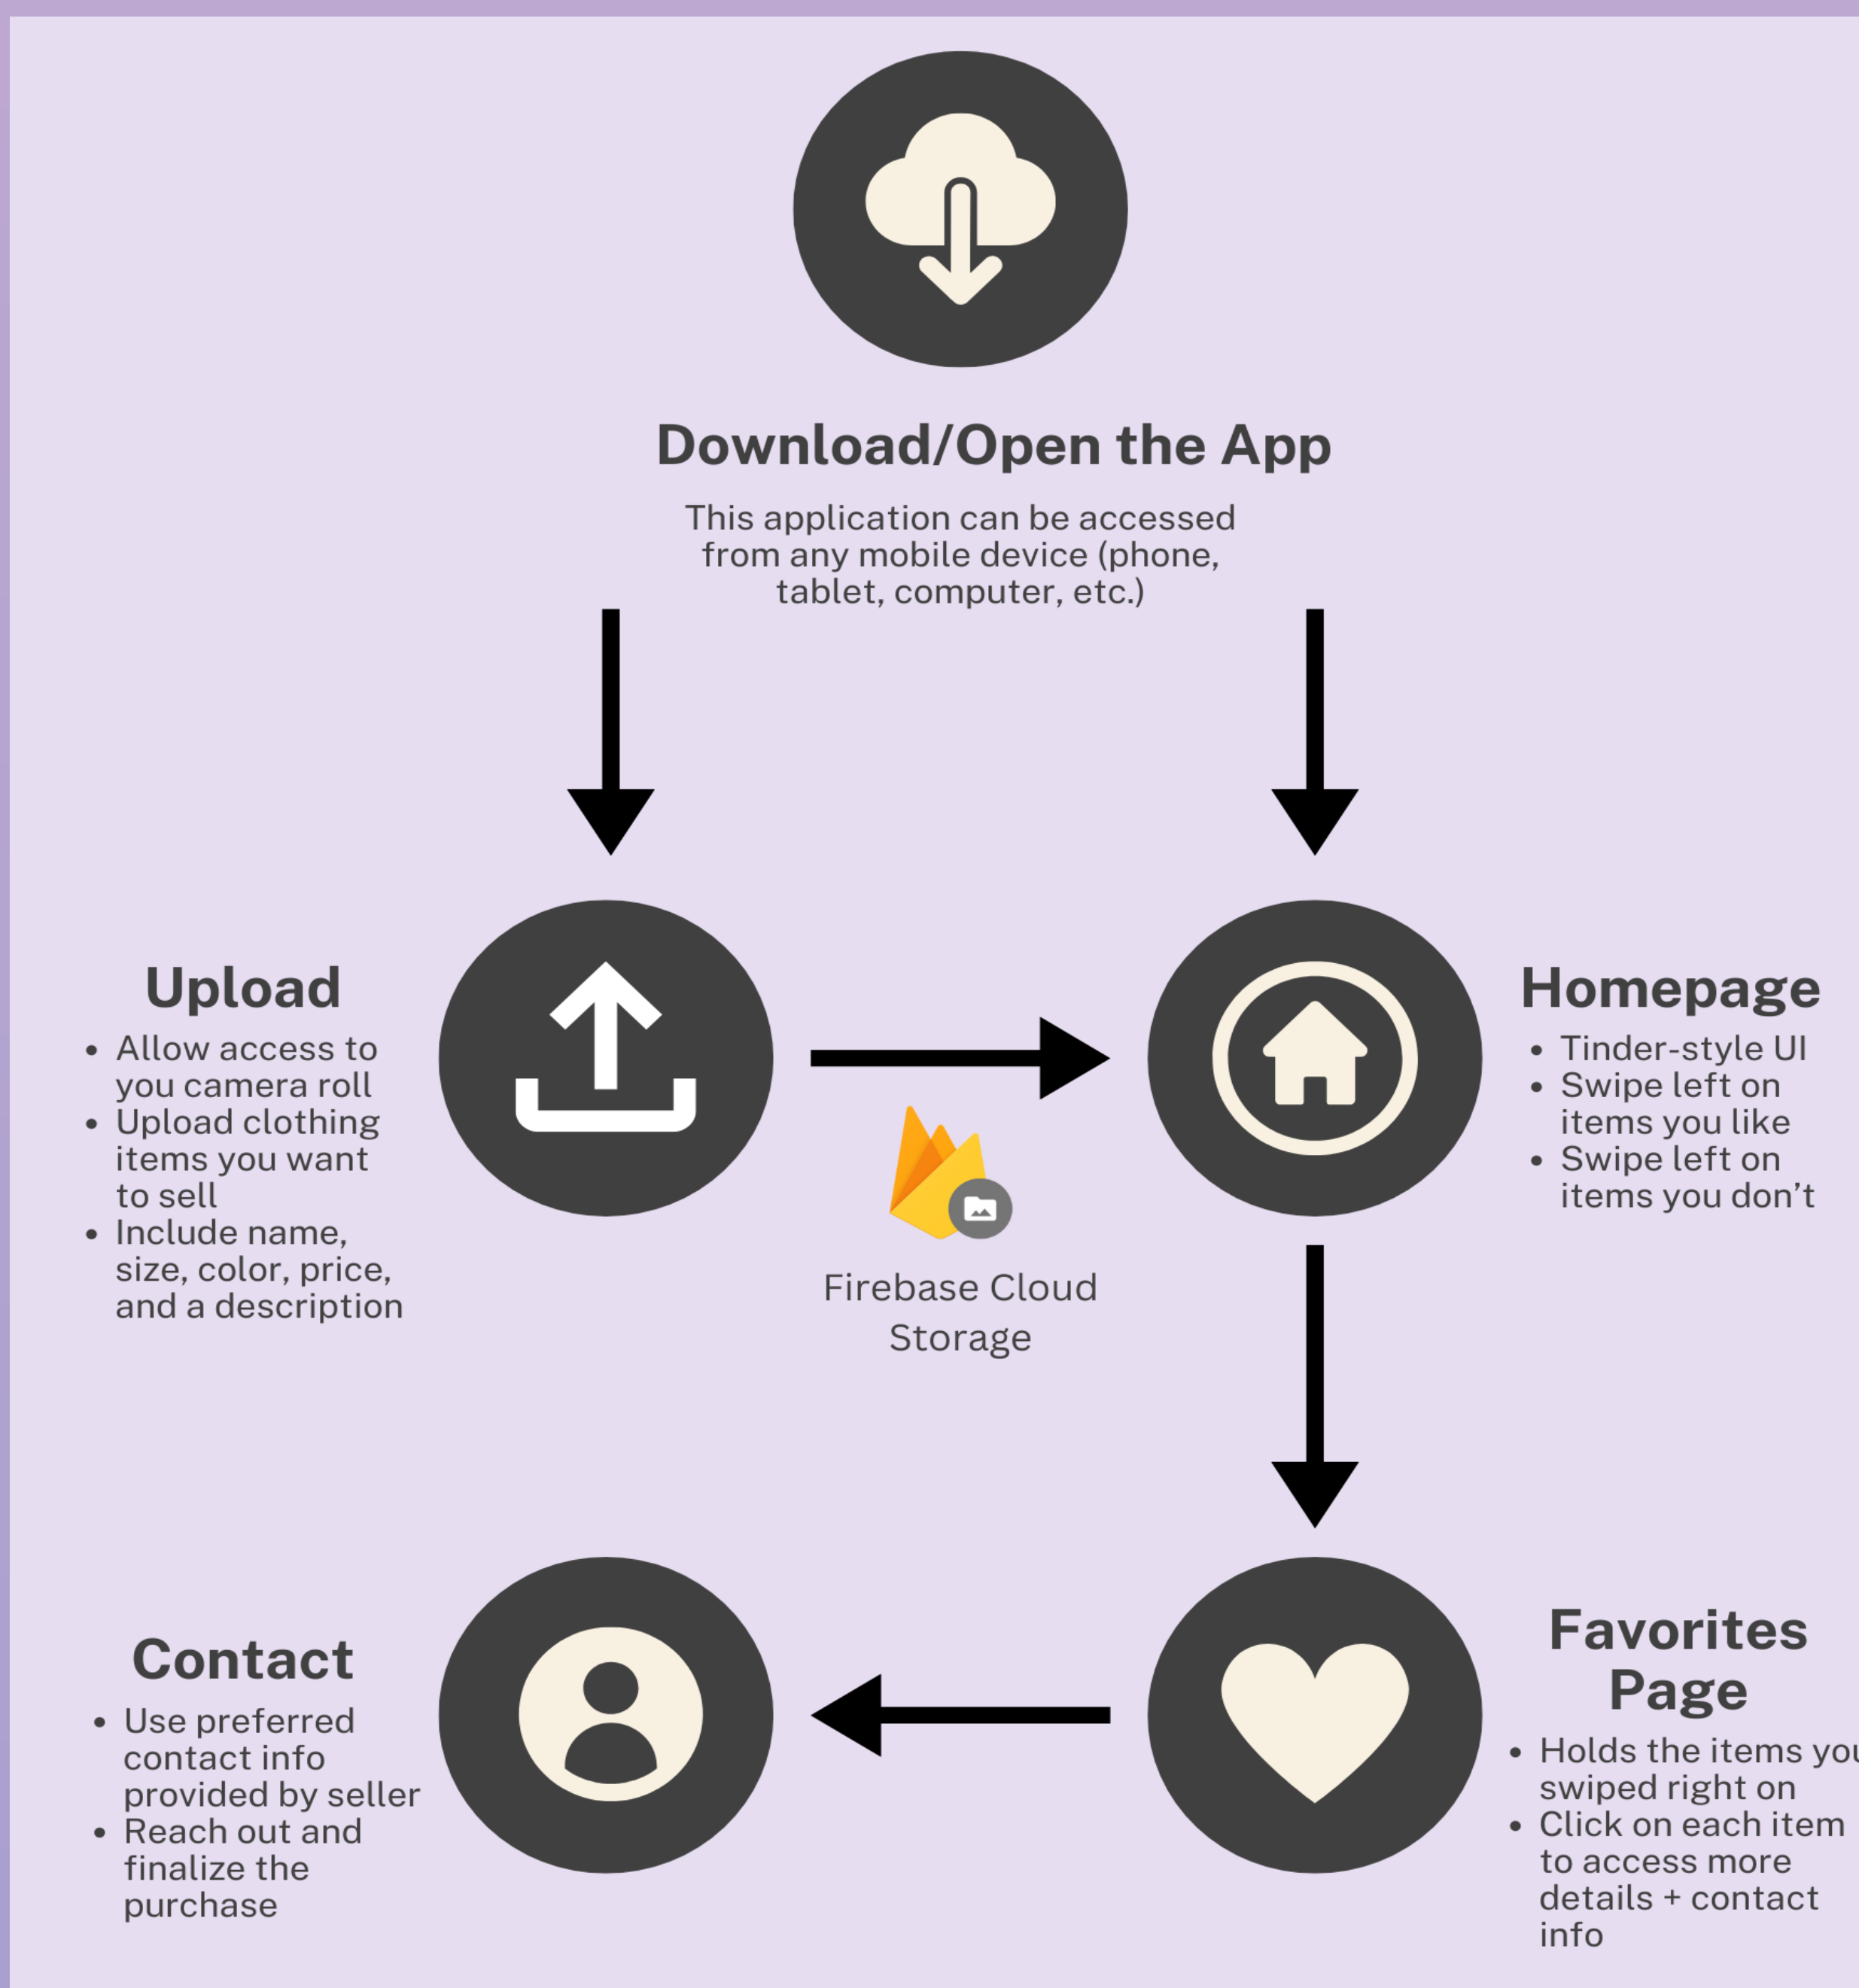 Download/Open the App
This application can be accessed
from any mobile device (phone,
tablet, computer, etc.)
Upload
• Allow access to
you camera roll
• Upload clothing
items you want
to sell
• Include name,
size, color, price,
and a description
Firebase Cloud
Storage
Homepage
• Tinder-style UI
• Swipe left on
items you like
• Swipe left on
items you don't
Contact
• Use preferred
contact info
provided by seller
• Reach out and
finalize the
purchase
Favorites
Page
• Holds the items you
swiped right on
• Click on each item
to access more
details + contact
info